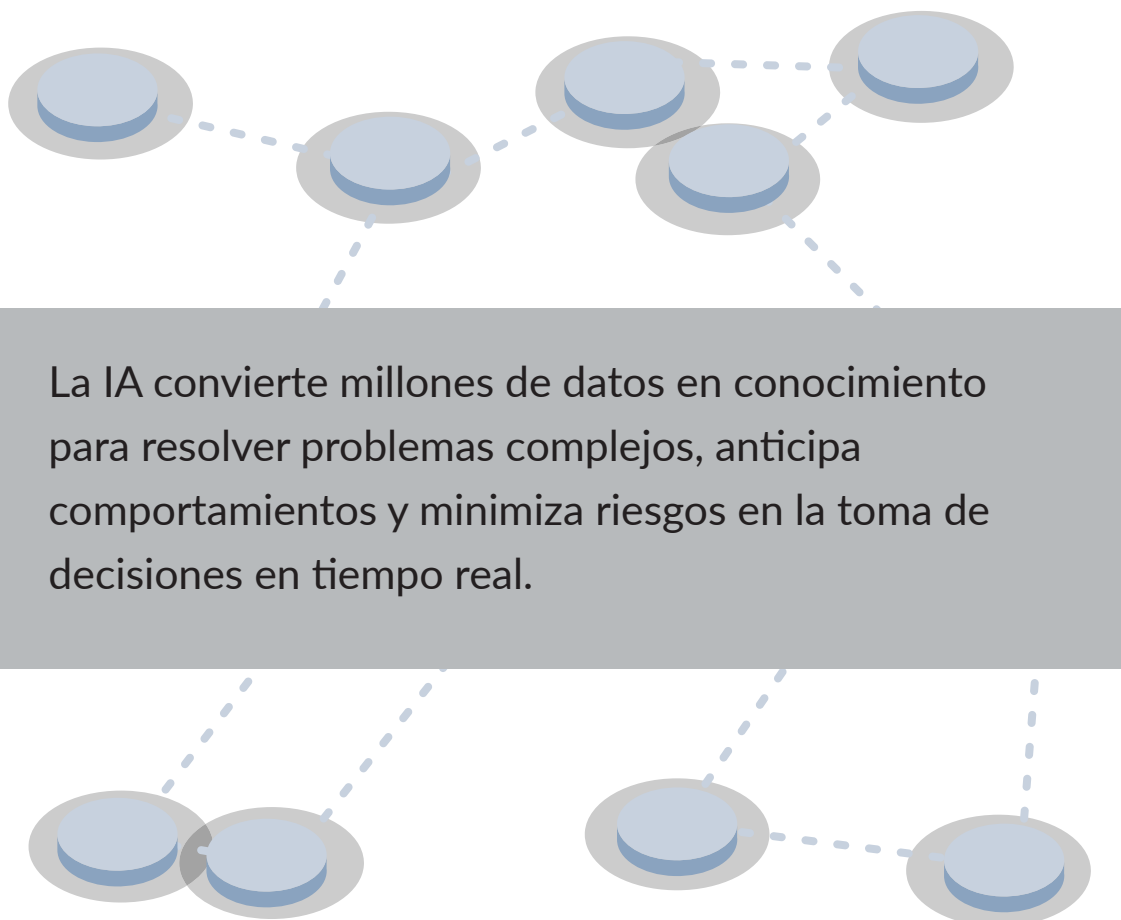 La IA convierte millones de datos en conocimiento
para resolver problemas complejos, anticipa
comportamientos y minimiza riesgos en la toma de
decisiones en tiempo real.